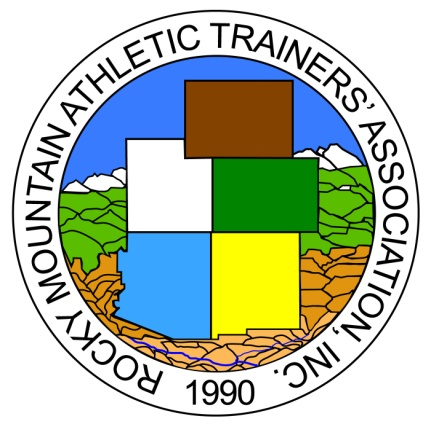 ROCKY MOUNTAIN ATHLETIC TRAINERS' ASSOCIATION, INC.
1990